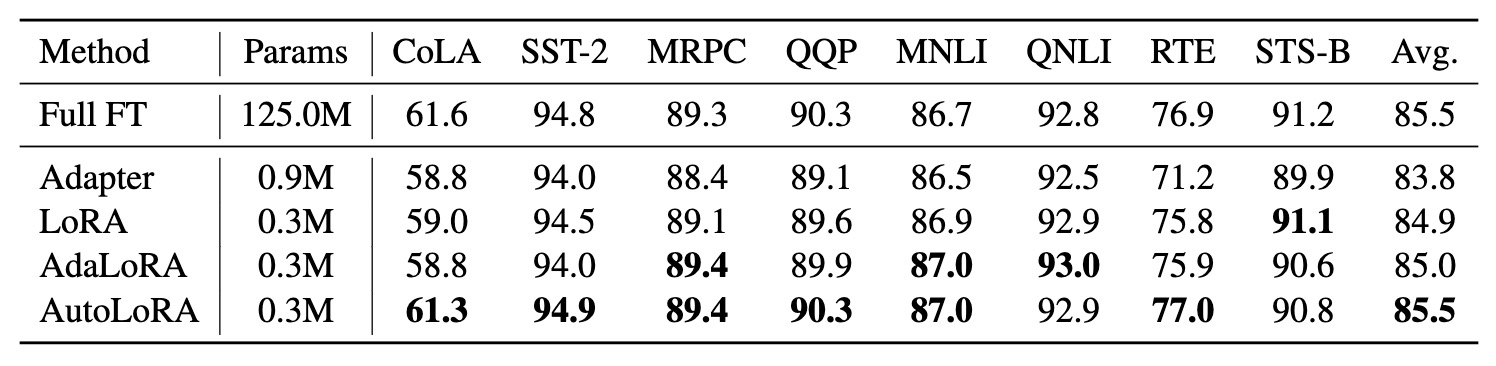 Method Params CoLA SST-2 MRPC QQP MNLI QNLI RTE STS-B Avg.
Full FT 125.0M 61.6 94.8 89.3 90.3 86.7 92.8 76.9 91.2 85.5
Adapter 0.9M 58.8 94.0 88.4 89.1 86.5 92.5 71.2 89.9 83.8
LoRA 0.3M 59.0 94.5 89.1 89.6 86.9 92.9 75.8 91.1 84.9
AdaLoRA 0.3M 58.8 94.0 89.4 89.9 87.0 93.0 75.9 90.6 85.0
AutoLoRA 0.3M 61.3 94.9 89.4 90.3 87.0 92.9 77.0 90.8 85.5